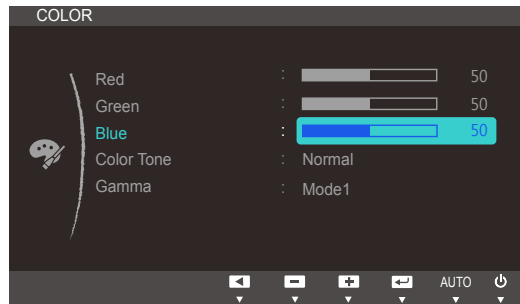 COLOR
Red : 50
Green : 50
Blue : 50
Color Tone : Normal
Gamma : Mode1
AUTO